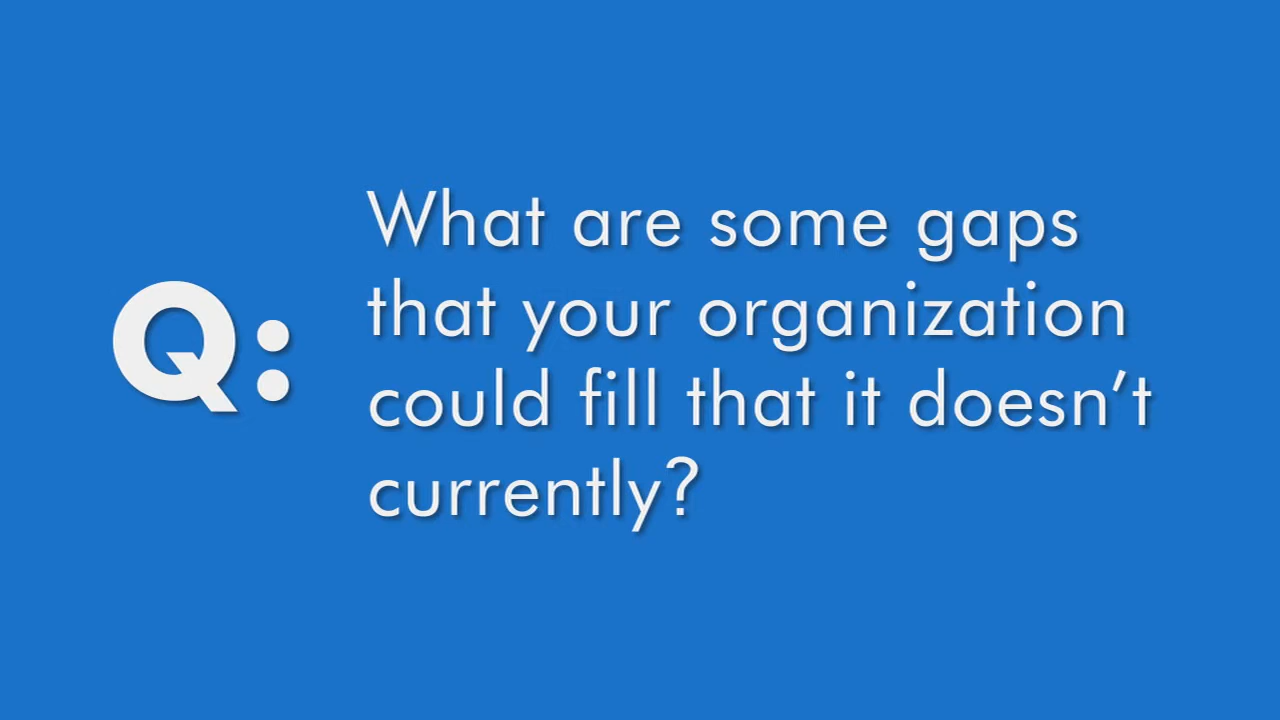 Q:
What are some gaps
that your organization
could fill that it doesn’t
currently?